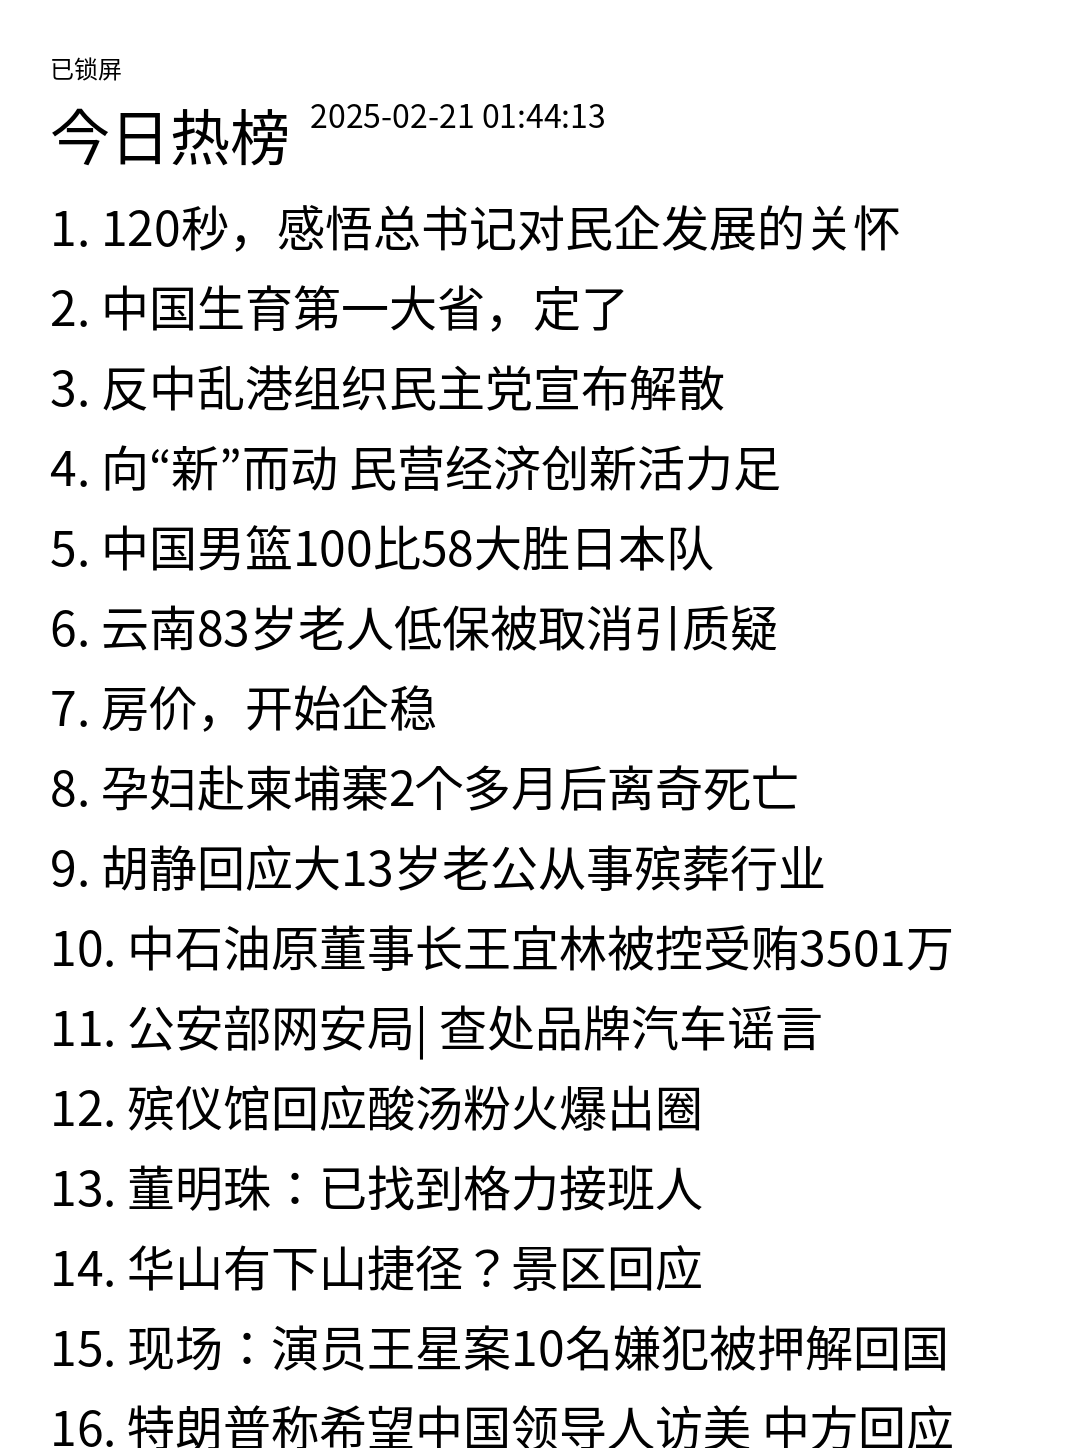 已锁屏
今日热榜 2025-02-21 01:44:13
1. 120秒，感悟总书记对民企发展的关怀
2. 中国生育第一大省，定了
3. 反中乱港组织民主党宣布解散
4. 向“新”而动 民营经济创新活力足
5. 中国男篮100比58大胜日本队
6. 云南83岁老人低保被取消引质疑
7. 房价，开始企稳
8. 孕妇赴柬埔寨2个多月后离奇死亡
9. 胡静回应大13岁老公从事殡葬行业
10. 中石油原董事长王宜林被控受贿3501万
11. 公安部网安局| 查处品牌汽车谣言
12. 殡仪馆回应酸汤粉火爆出圈
13. 董明珠：已找到格力接班人
14. 华山有下山捷径？景区回应
15. 现场：演员王星案10名嫌犯被押解回国
16. 特朗普称希望中国领导人访美 中方回应